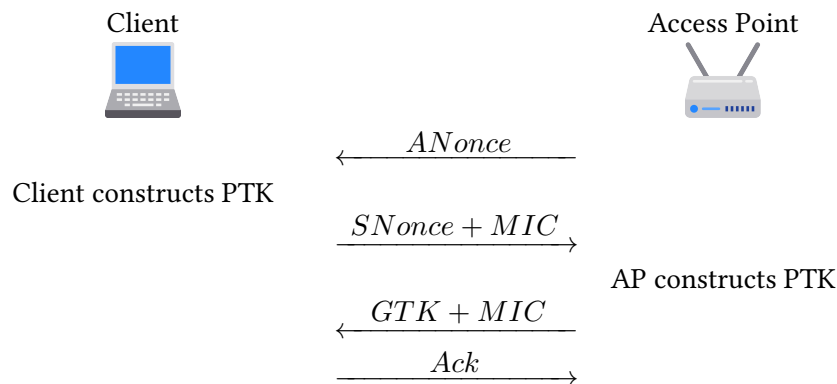 Client
Access Point
ANonce
Client constructs PTK
SNonce + MIC
AP constructs PTK
GTK + MIC
Ack